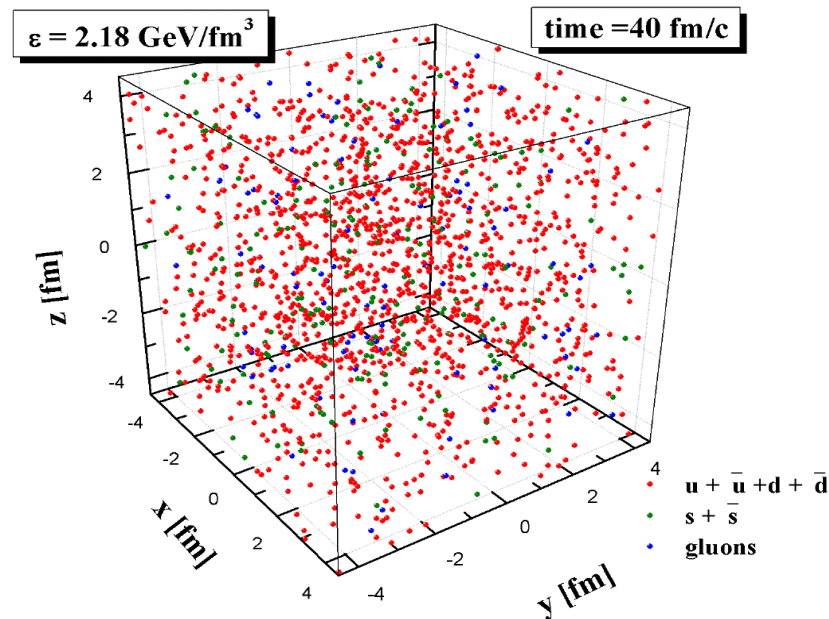 ε = 2.18 GeV/fm³
time =40 fm/c
4
2
0
-2
-4
z [fm]
-4
-2
0
2
4
x [fm]
-4
-2
0
2
4
y [fm]
u + ū +d + d̄
s + s̄
gluons